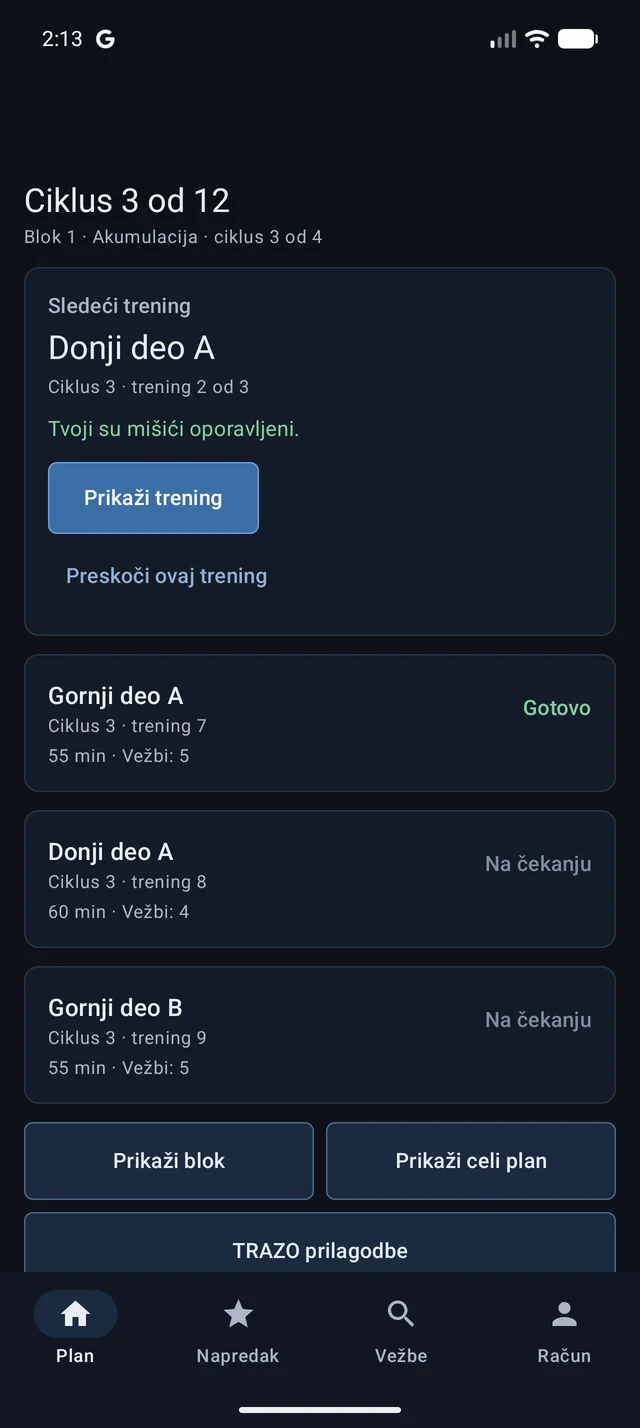 2:13
Ciklus 3 od 12
Blok 1 · Akumulacija · ciklus 3 od 4
Sledeći trening
Donji deo A
Ciklus 3 · trening 2 od 3
Tvoji su mišići oporavljeni.
Prikaži trening
Preskoči ovaj trening
Gornji deo A
Gotovo
Ciklus 3 · trening 7
55 min · Vežbi: 5
Donji deo A
Na čekanju
Ciklus 3 · trening 8
60 min · Vežbi: 4
Gornji deo B
Na čekanju
Ciklus 3 · trening 9
55 min · Vežbi: 5
Prikaži blok
Prikaži celi plan
TRAZO prilagodbe
Plan
Napredak
Vežbe
Račun